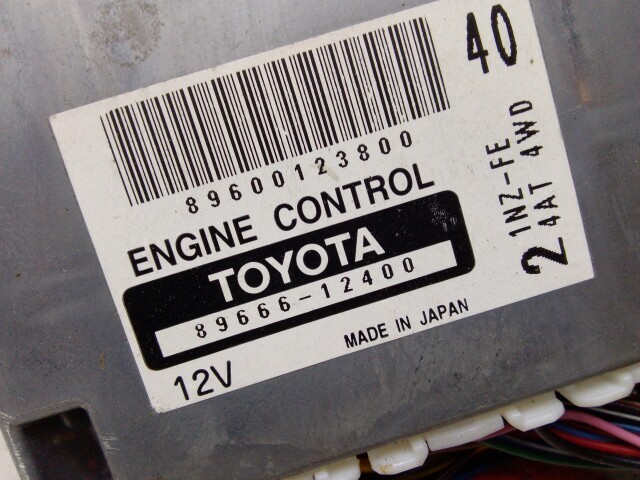 40
89600123800
ENGINE CONTROL
TOYOTA
89666-12400
12V
MADE IN JAPAN
1NZ-FE
2 4AT 4WD